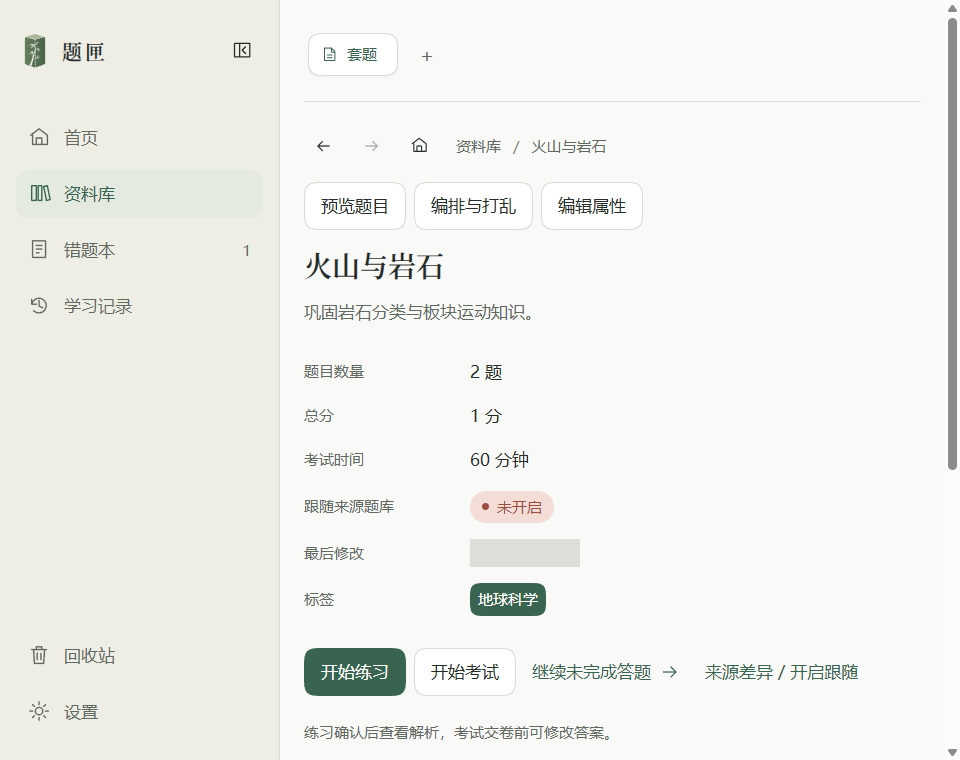 题匣
首页
资料库
错题本 1
学习记录
回收站
设置
套题 +
资料库 / 火山与岩石
预览题目 编排与打乱 编辑属性
火山与岩石
巩固岩石分类与板块运动知识。
题目数量 2 题
总分 1 分
考试时间 60 分钟
跟随来源题库 未开启
最后修改
标签 地球科学
开始练习 开始考试 继续未完成答题 → 来源差异 / 开启跟随
练习确认后查看解析，考试交卷前可修改答案。